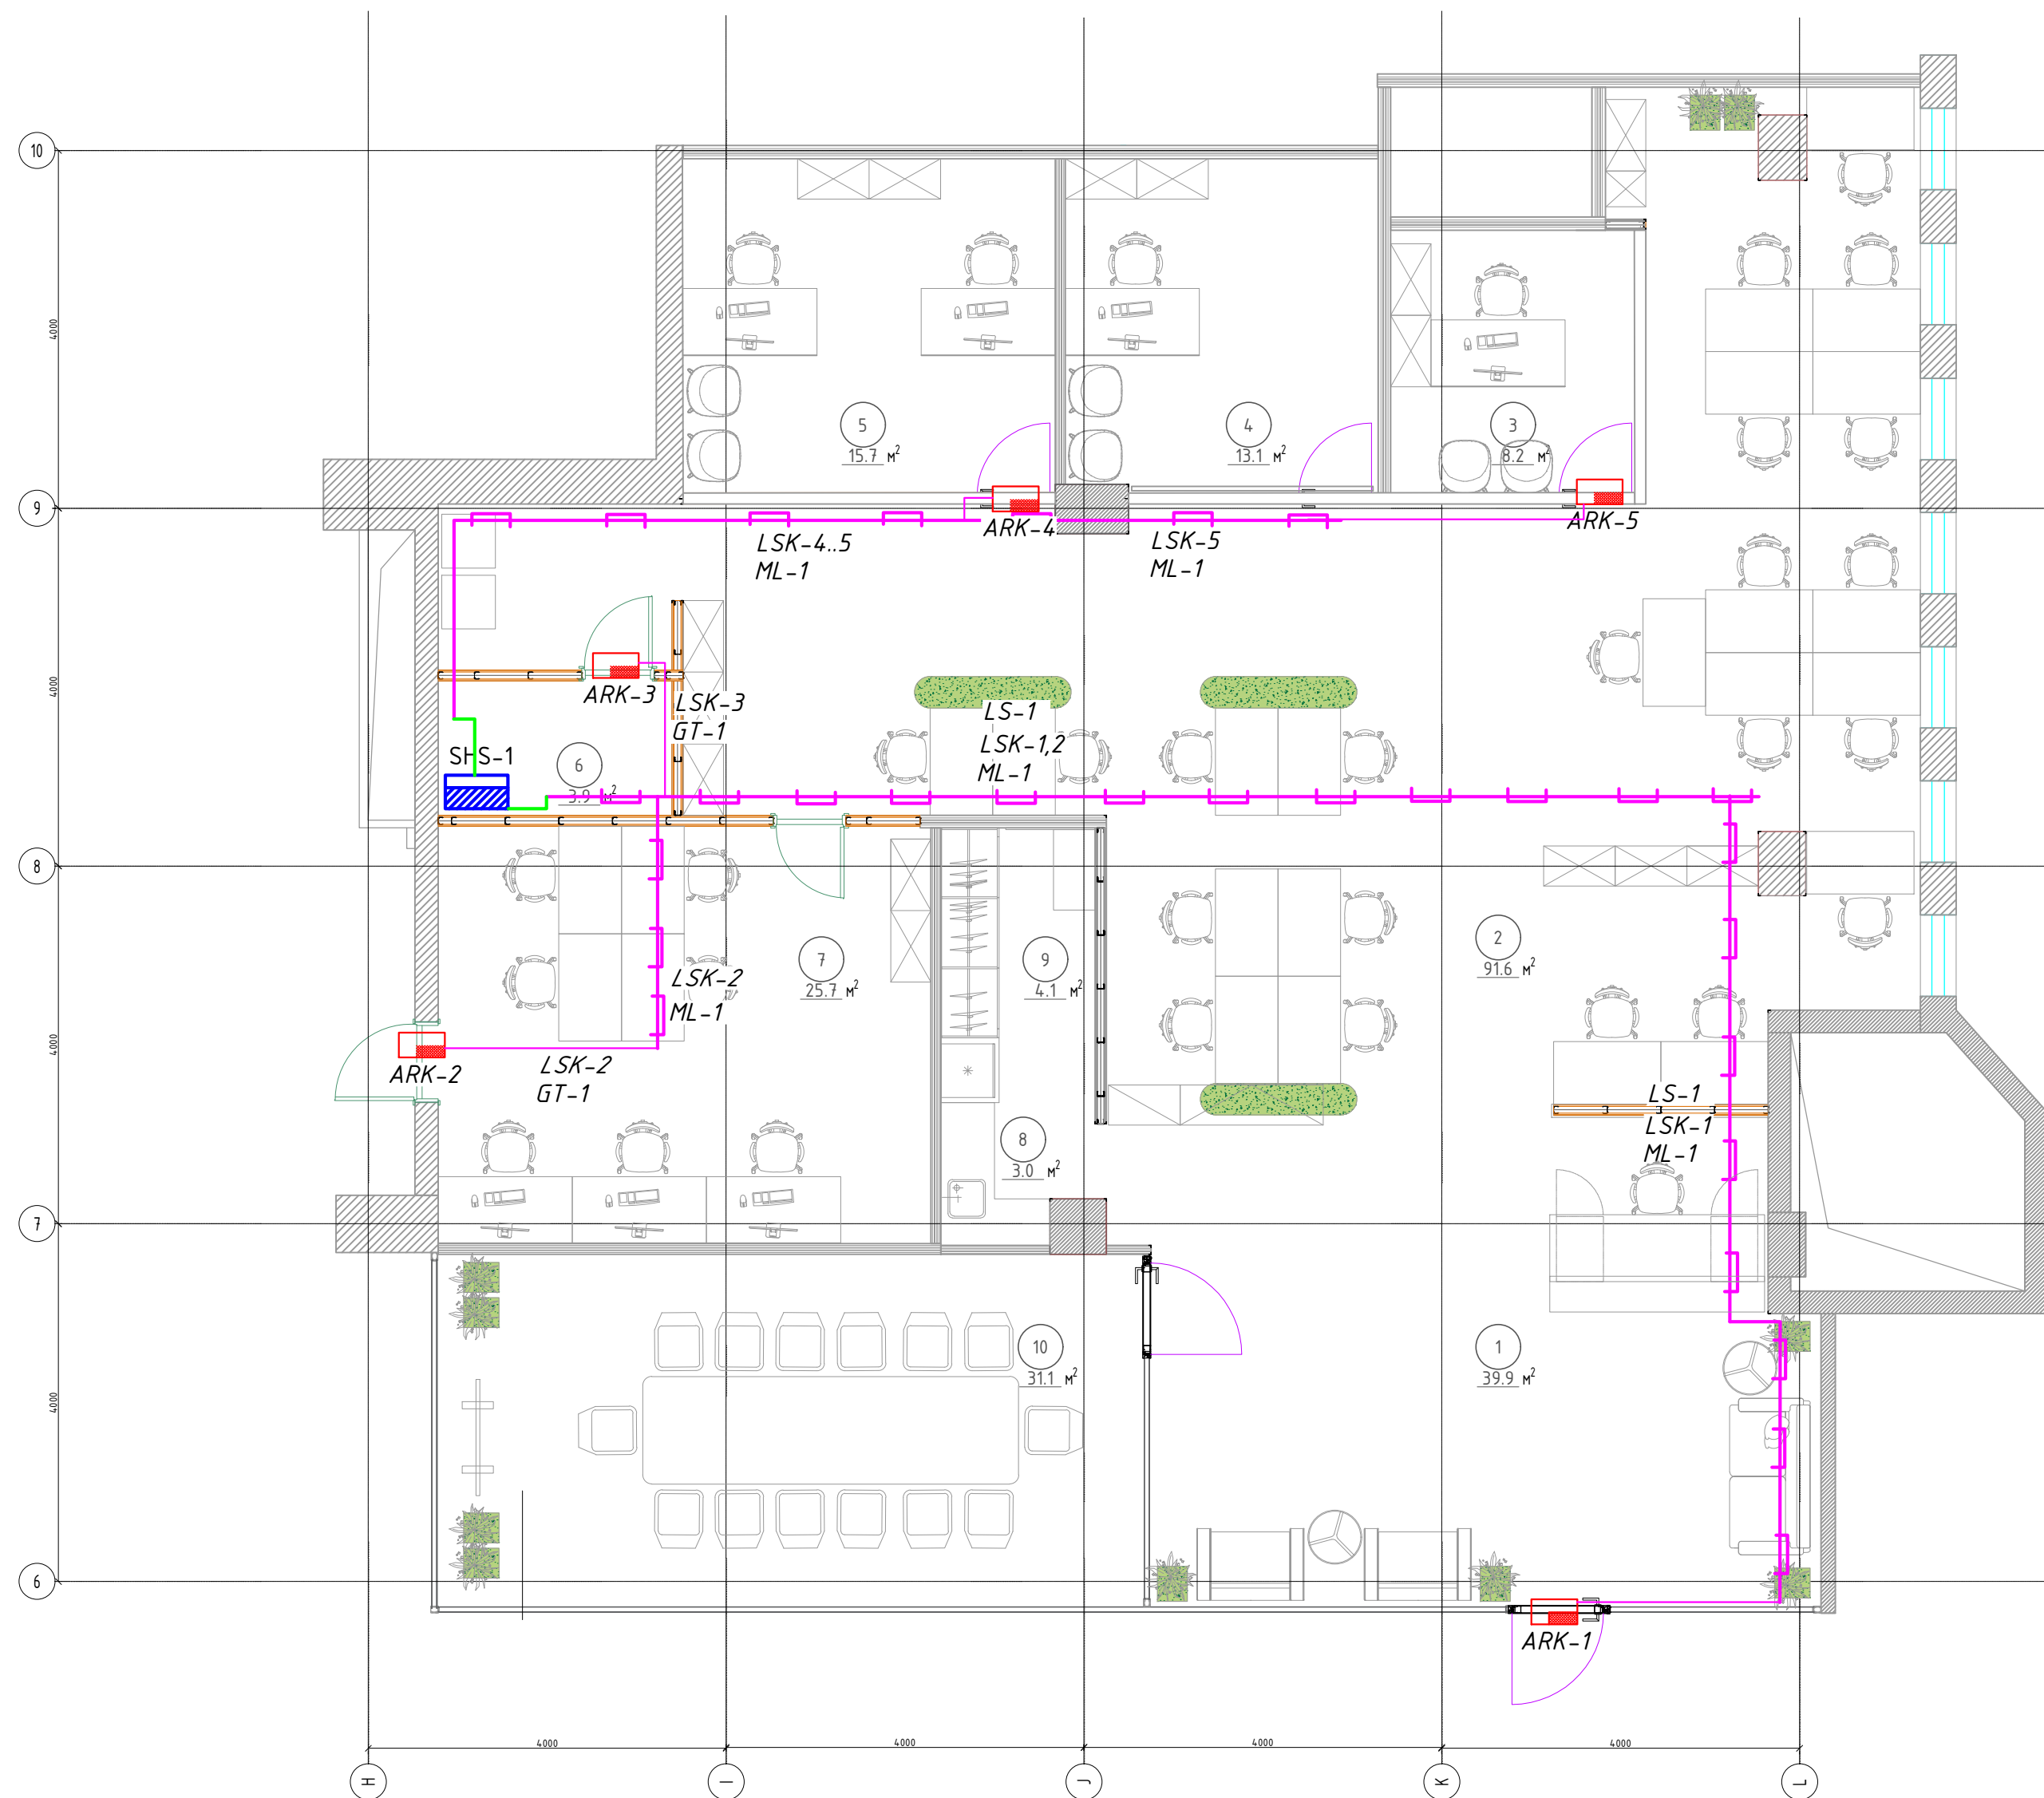 10
4000
5
15.7 м²
4
13.1 м²
3
8.2 м²
9
ARK-4
ARK-5
LSK-4..5
ML-1
LSK-5
ML-1
4000
ARK-3
LSK-3
GT-1
LS-1
LSK-1,2
ML-1
SHS-1
6
3.9 м²
8
7
25.7 м²
9
4.1 м²
2
91.6 м²
LSK-2
ML-1
4000
ARK-2
LSK-2
GT-1
LS-1
LSK-1
ML-1
8
3.0 м²
7
10
31.1 м²
1
39.9 м²
4000
6
ARK-1
4000
4000
4000
4000
H
I
J
K
L